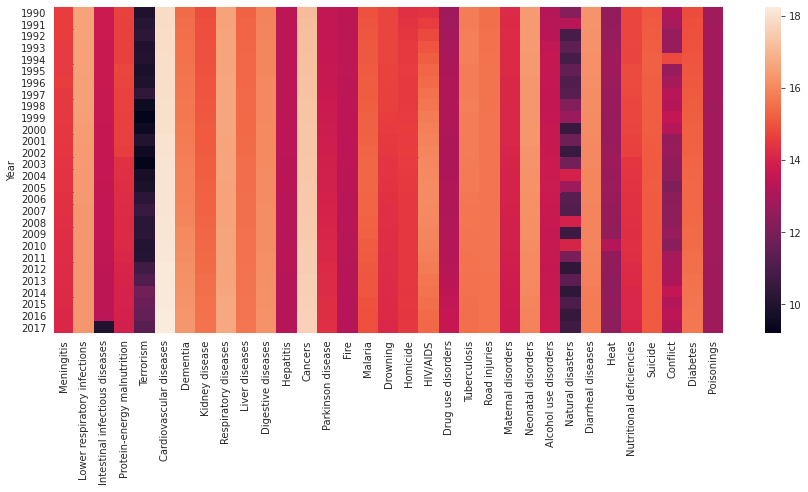 Year
1990
1991
1992
1993
1994
1995
1996
1997
1998
1999
2000
2001
2002
2003
2004
2005
2006
2007
2008
2009
2010
2011
2012
2013
2014
2015
2016
2017
Meningitis
Lower respiratory infections
Intestinal infectious diseases
Protein-energy malnutrition
Terrorism
Cardiovascular diseases
Dementia
Kidney disease
Respiratory diseases
Liver diseases
Digestive diseases
Hepatitis
Cancers
Parkinson disease
Fire
Malaria
Drowning
Homicide
HIV/AIDS
Drug use disorders
Tuberculosis
Road injuries
Maternal disorders
Neonatal disorders
Alcohol use disorders
Natural disasters
Diarrheal diseases
Heat
Nutritional deficiencies
Suicide
Conflict
Diabetes
Poisonings
18
16
14
12
10